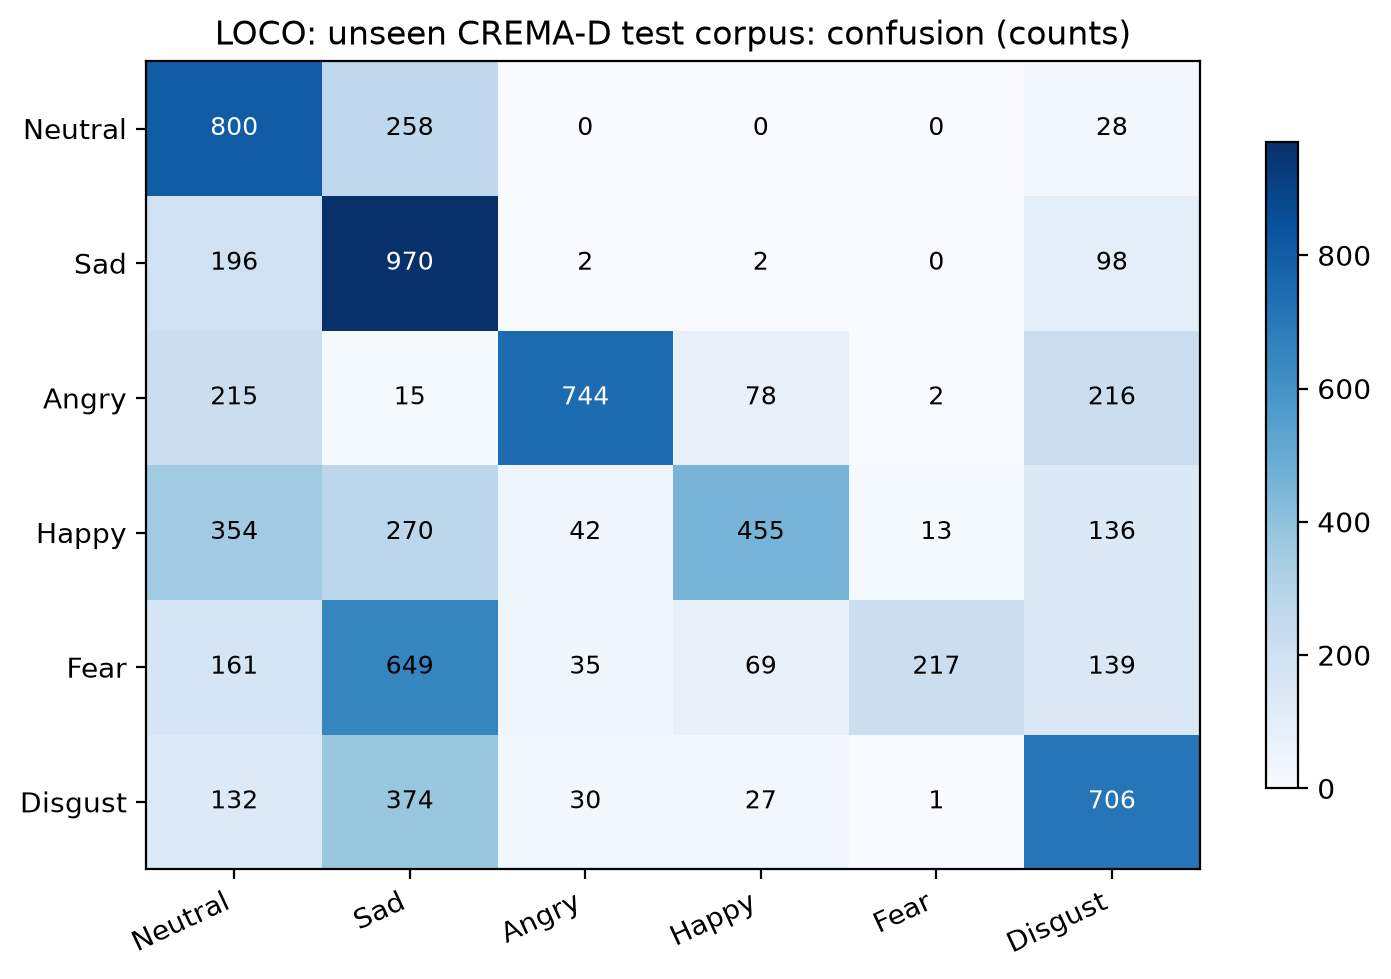 LOCO: unseen CREMA-D test corpus: confusion (counts)
Neutral 800 258 0 0 0 28
Sad 196 970 2 2 0 98
Angry 215 15 744 78 2 216
Happy 354 270 42 455 13 136
Fear 161 649 35 69 217 139
Disgust 132 374 30 27 1 706
Neutral Sad Angry Happy Fear Disgust
800
600
400
200
0